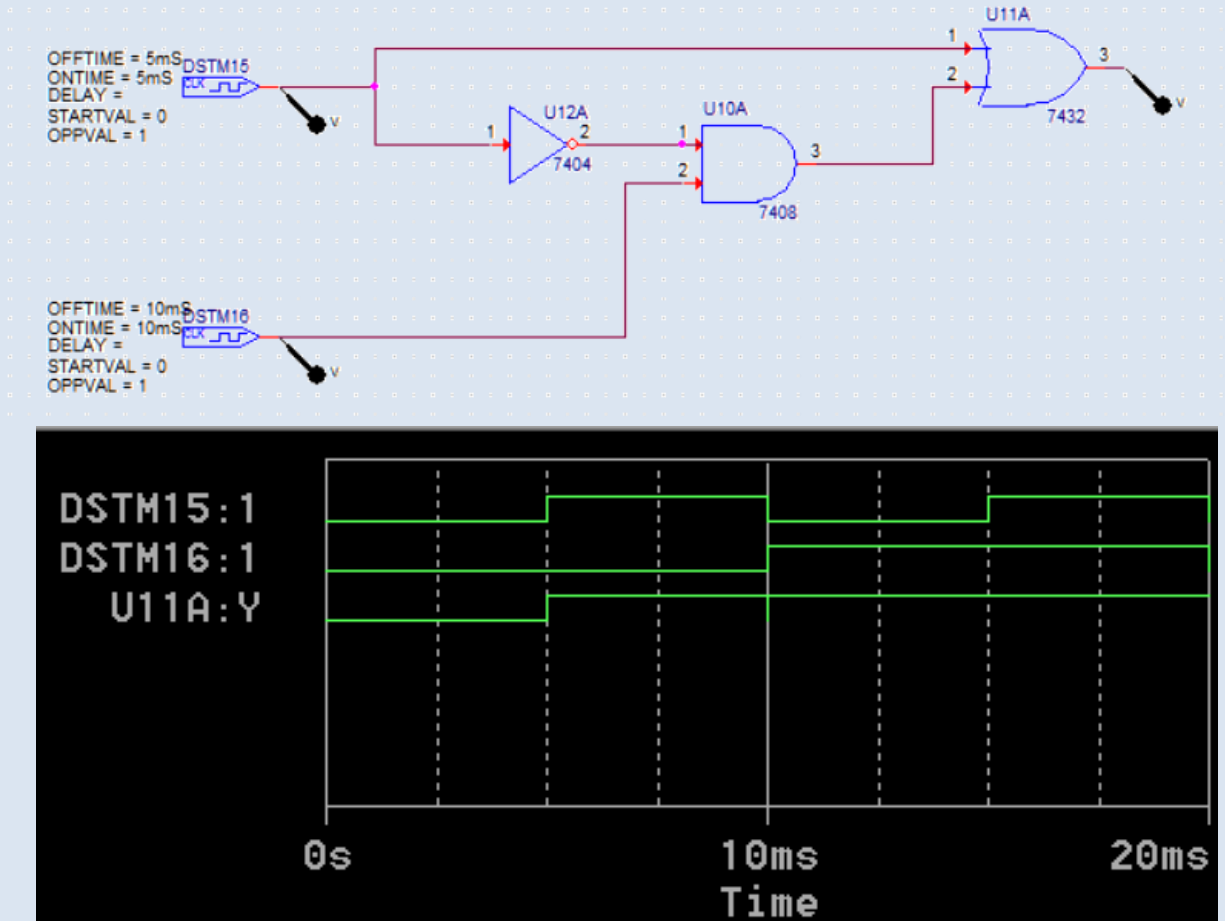 U11A
OFFTIME = 5mS
DSTM15
ONTIME = 5mS
CLK
DELAY =
STARTVAL = 0
OPPVAL = 1
V
1
2
3
V
7432
U12A
1
2
7404
U10A
1
2
3
7408
OFFTIME = 10mS
DSTM16
ONTIME = 10mS
CLK
DELAY =
STARTVAL = 0
OPPVAL = 1
V
DSTM15:1
DSTM16:1
U11A:Y
0s
10ms
20ms
Time